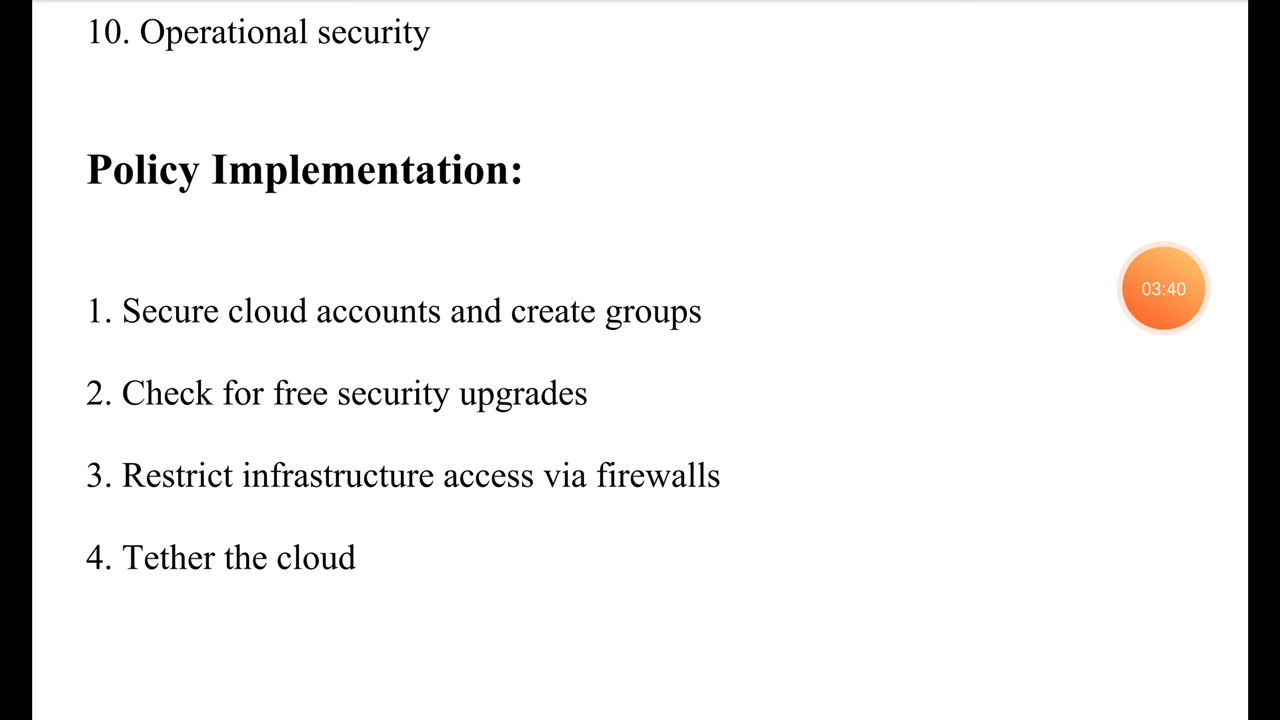 10. Operational security
Policy Implementation:
1. Secure cloud accounts and create groups
03:40
2. Check for free security upgrades
3. Restrict infrastructure access via firewalls
4. Tether the cloud